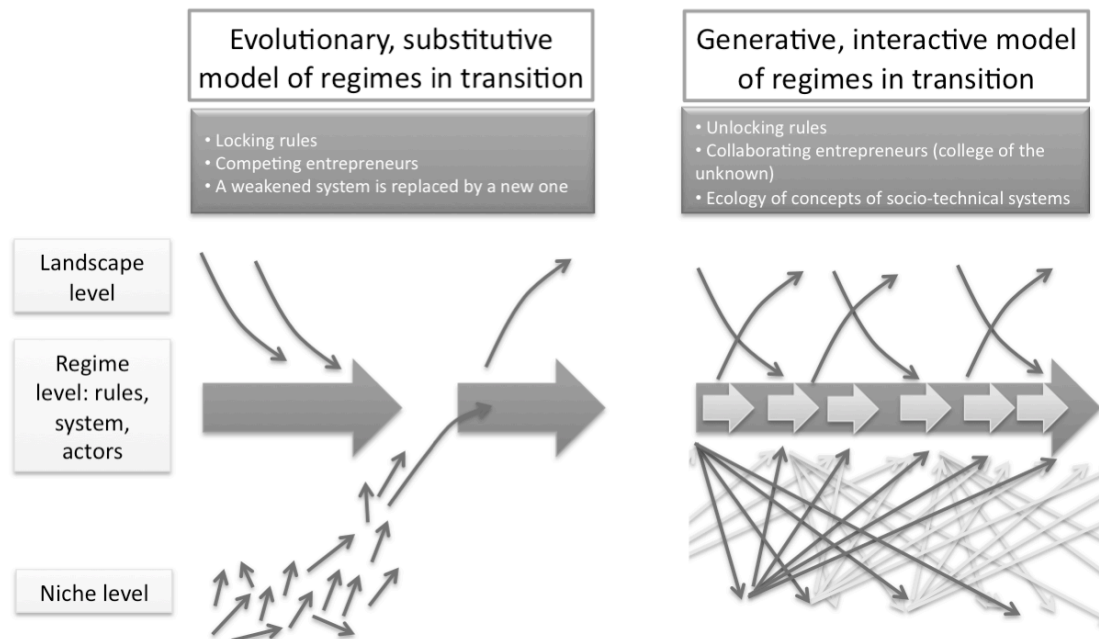 Evolutionary, substitutive
model of regimes in transition
• Locking rules
• Competing entrepreneurs
• A weakened system is replaced by a new one
Generative, interactive model
of regimes in transition
• Unlocking rules
• Collaborating entrepreneurs (college of the
unknown)
• Ecology of concepts of socio-technical systems
Landscape
level
Regime
level: rules,
system,
actors
Niche level